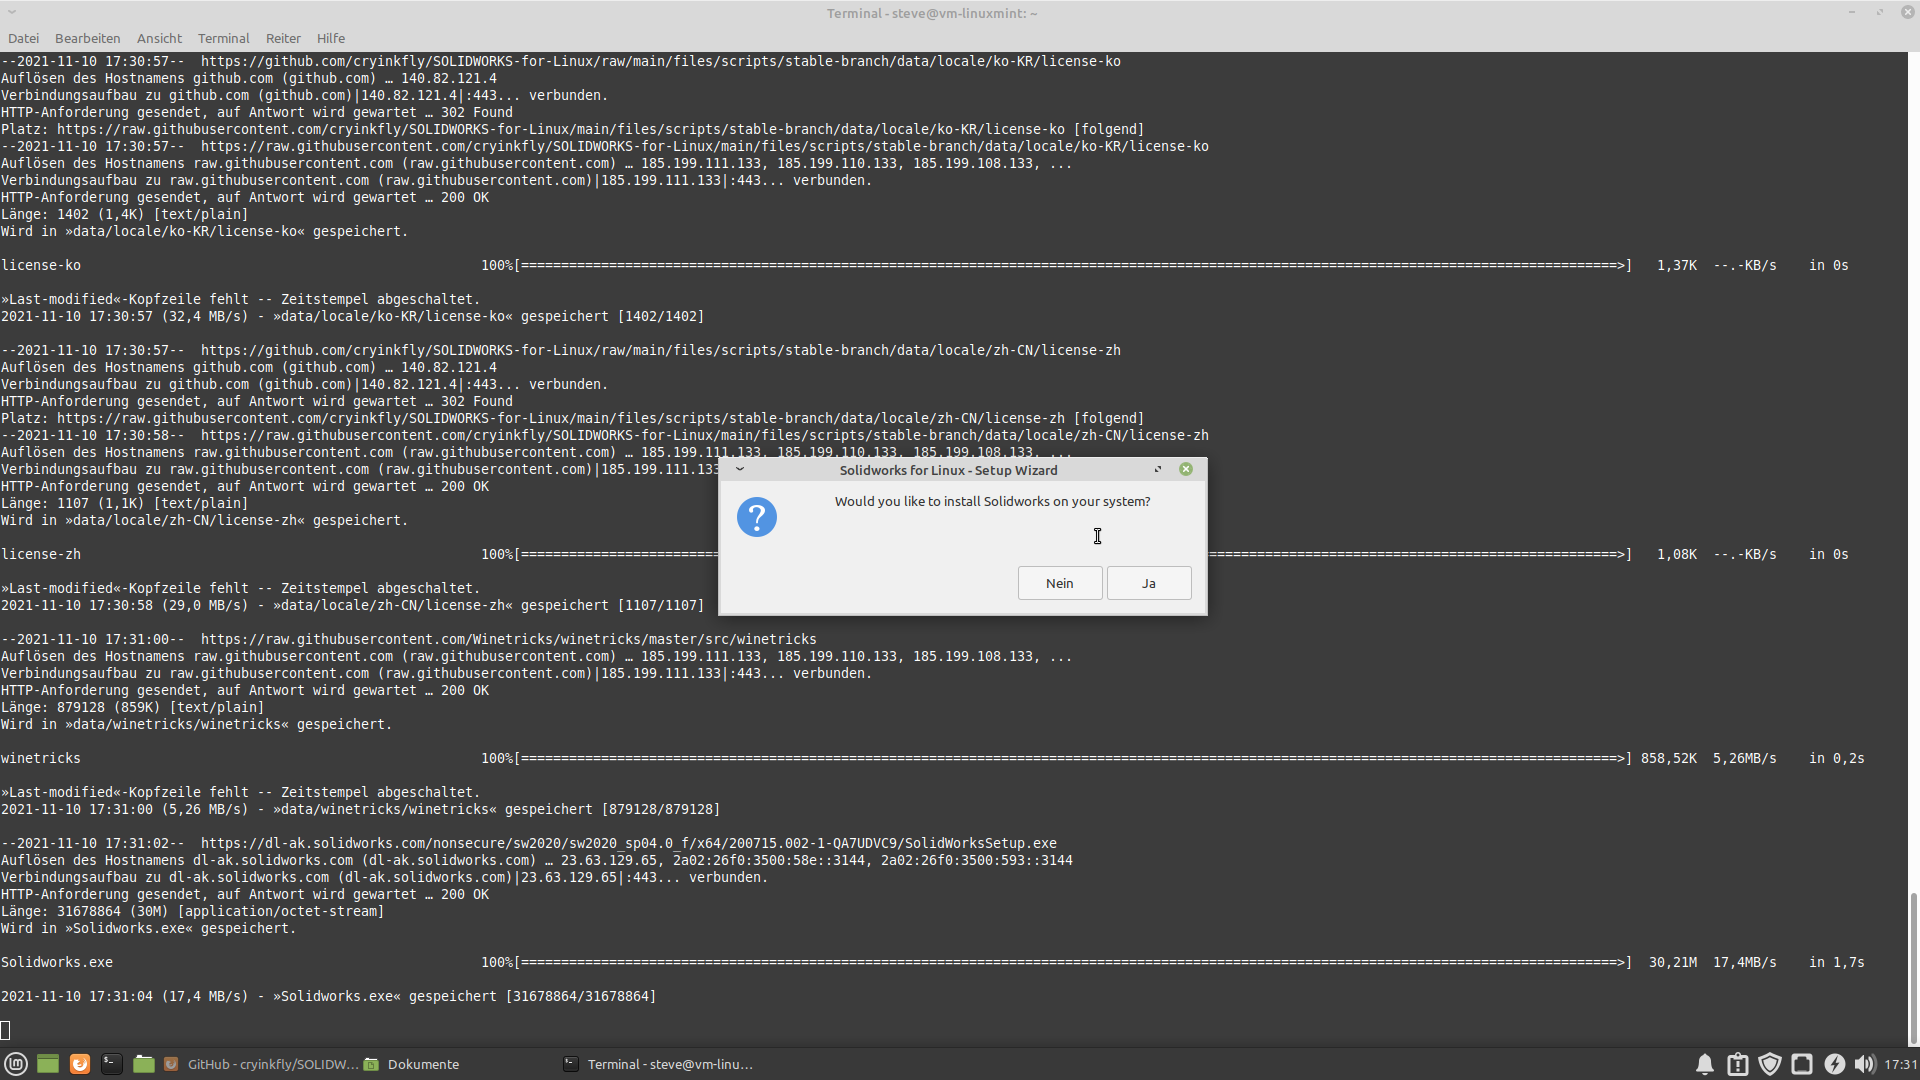 Terminal - steve@vm-linuxmint: ~
Datei Bearbeiten Ansicht Terminal Reiter Hilfe
--2021-11-10 17:30:57-- https://github.com/cryinkfly/SOLIDWORKS-for-Linux/raw/main/files/scripts/stable-branch/data/locale/ko-KR/license-ko
Auflösen des Hostnamens github.com (github.com) … 140.82.121.4
Verbindungsaufbau zu github.com (github.com)|140.82.121.4|:443... verbunden.
HTTP-Anforderung gesendet, auf Antwort wird gewartet … 302 Found
Platz: https://raw.githubusercontent.com/cryinkfly/SOLIDWORKS-for-Linux/main/files/scripts/stable-branch/data/locale/ko-KR/license-ko [folgend]
--2021-11-10 17:30:57-- https://raw.githubusercontent.com/cryinkfly/SOLIDWORKS-for-Linux/main/files/scripts/stable-branch/data/locale/ko-KR/license-ko
Auflösen des Hostnamens raw.githubusercontent.com (raw.githubusercontent.com) … 185.199.111.133, 185.199.110.133, 185.199.108.133, ...
Verbindungsaufbau zu raw.githubusercontent.com (raw.githubusercontent.com)|185.199.111.133|:443... verbunden.
HTTP-Anforderung gesendet, auf Antwort wird gewartet … 200 OK
Länge: 1402 (1,4K) [text/plain]
Wird in »data/locale/ko-KR/license-ko« gespeichert.
license-ko 100%[=========================================>] 1,37K --.-KB/s in 0s
»Last-modified«-Kopfzeile fehlt -- Zeitstempel abgeschaltet.
2021-11-10 17:30:57 (32,4 MB/s) - »data/locale/ko-KR/license-ko« gespeichert [1402/1402]
--2021-11-10 17:30:57-- https://github.com/cryinkfly/SOLIDWORKS-for-Linux/raw/main/files/scripts/stable-branch/data/locale/zh-CN/license-zh
Auflösen des Hostnamens github.com (github.com) … 140.82.121.4
Verbindungsaufbau zu github.com (github.com)|140.82.121.4|:443... verbunden.
HTTP-Anforderung gesendet, auf Antwort wird gewartet … 302 Found
Platz: https://raw.githubusercontent.com/cryinkfly/SOLIDWORKS-for-Linux/main/files/scripts/stable-branch/data/locale/zh-CN/license-zh [folgend]
--2021-11-10 17:30:58-- https://raw.githubusercontent.com/cryinkfly/SOLIDWORKS-for-Linux/main/files/scripts/stable-branch/data/locale/zh-CN/license-zh
Auflösen des Hostnamens raw.githubusercontent.com (raw.githubusercontent.com) … 185.199.111.133, 185.199.110.133, 185.199.108.133, ...
Verbindungsaufbau zu raw.githubusercontent.com (raw.githubusercontent.com)|185.199.111.133
HTTP-Anforderung gesendet, auf Antwort wird gewartet … 200 OK
Länge: 1107 (1,1K) [text/plain]
Wird in »data/locale/zh-CN/license-zh« gespeichert.
license-zh 100%[=========================================>] 1,08K --.-KB/s in 0s
»Last-modified«-Kopfzeile fehlt -- Zeitstempel abgeschaltet.
2021-11-10 17:30:58 (29,0 MB/s) - »data/locale/zh-CN/license-zh« gespeichert [1107/1107]
Solidworks for Linux - Setup Wizard
Would you like to install Solidworks on your system?
Nein Ja
--2021-11-10 17:31:00-- https://raw.githubusercontent.com/Winetricks/winetricks/master/src/winetricks
Auflösen des Hostnamens raw.githubusercontent.com (raw.githubusercontent.com) … 185.199.111.133, 185.199.110.133, 185.199.108.133, ...
Verbindungsaufbau zu raw.githubusercontent.com (raw.githubusercontent.com)|185.199.111.133|:443... verbunden.
HTTP-Anforderung gesendet, auf Antwort wird gewartet … 200 OK
Länge: 879128 (859K) [text/plain]
Wird in »data/winetricks/winetricks« gespeichert.
winetricks 100%[=========================================>] 858,52K 5,26MB/s in 0,2s
»Last-modified«-Kopfzeile fehlt -- Zeitstempel abgeschaltet.
2021-11-10 17:31:00 (5,26 MB/s) - »data/winetricks/winetricks« gespeichert [879128/879128]
--2021-11-10 17:31:02-- https://dl-ak.solidworks.com/nonsecure/sw2020/sw2020_sp04.0_f/x64/200715.002-1-QA7UDVC9/SolidWorksSetup.exe
Auflösen des Hostnamens dl-ak.solidworks.com (dl-ak.solidworks.com) … 23.63.129.65, 2a02:26f0:3500:58e::3144, 2a02:26f0:3500:593::3144
Verbindungsaufbau zu dl-ak.solidworks.com (dl-ak.solidworks.com)|23.63.129.65|:443... verbunden.
HTTP-Anforderung gesendet, auf Antwort wird gewartet … 200 OK
Länge: 31678864 (30M) [application/octet-stream]
Wird in »Solidworks.exe« gespeichert.
Solidworks.exe 100%[=========================================>] 30,21M 17,4MB/s in 1,7s
2021-11-10 17:31:04 (17,4 MB/s) - »Solidworks.exe« gespeichert [31678864/31678864]
GitHub - cryinkfly/SOLIDW... Dokumente Terminal - steve@vm-linu... 17:31